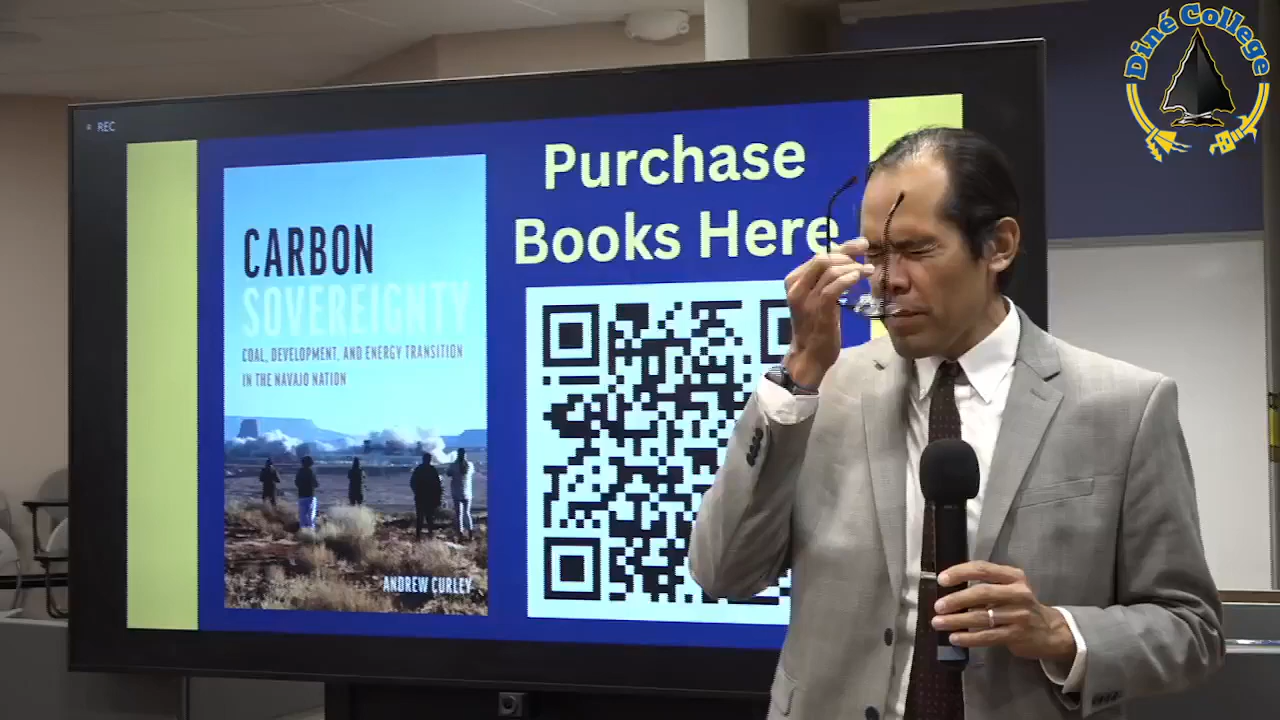 REC
Purchase
Books Here
CARBON
SOVEREIGNTY
COAL, DEVELOPMENT, AND ENERGY TRANSITION
IN THE NAVAJO NATION
ANDREW CURLEY
Diné College